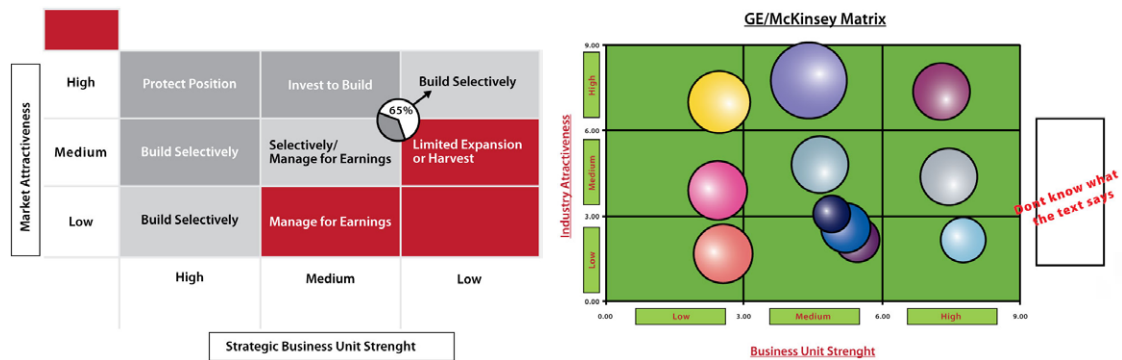 Market Attractiveness
High
Medium
Low
Protect Position
Invest to Build
Build Selectively
65%
Build Selectively
Selectively/
Manage for Earnings
Limited Expansion
or Harvest
Build Selectively
Manage for Earnings
High
Medium
Low
Strategic Business Unit Strenght
GE/McKinsey Matrix
Industry Atractiveness
9.00
High
6.00
Medium
3.00
Low
0.00
0.00
3.00
6.00
9.00
Low
Medium
High
Business Unit Strenght
Dont know what
the text says